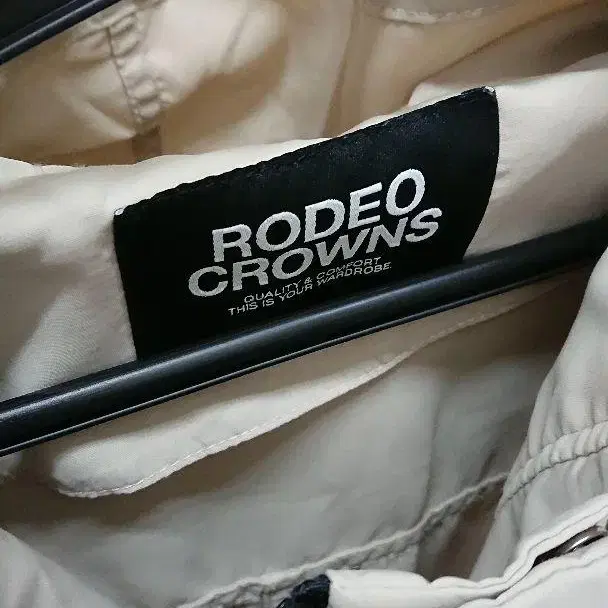 RODEO
CROWNS
QUALITY & COMFORT
THIS IS YOUR WARDROBE.